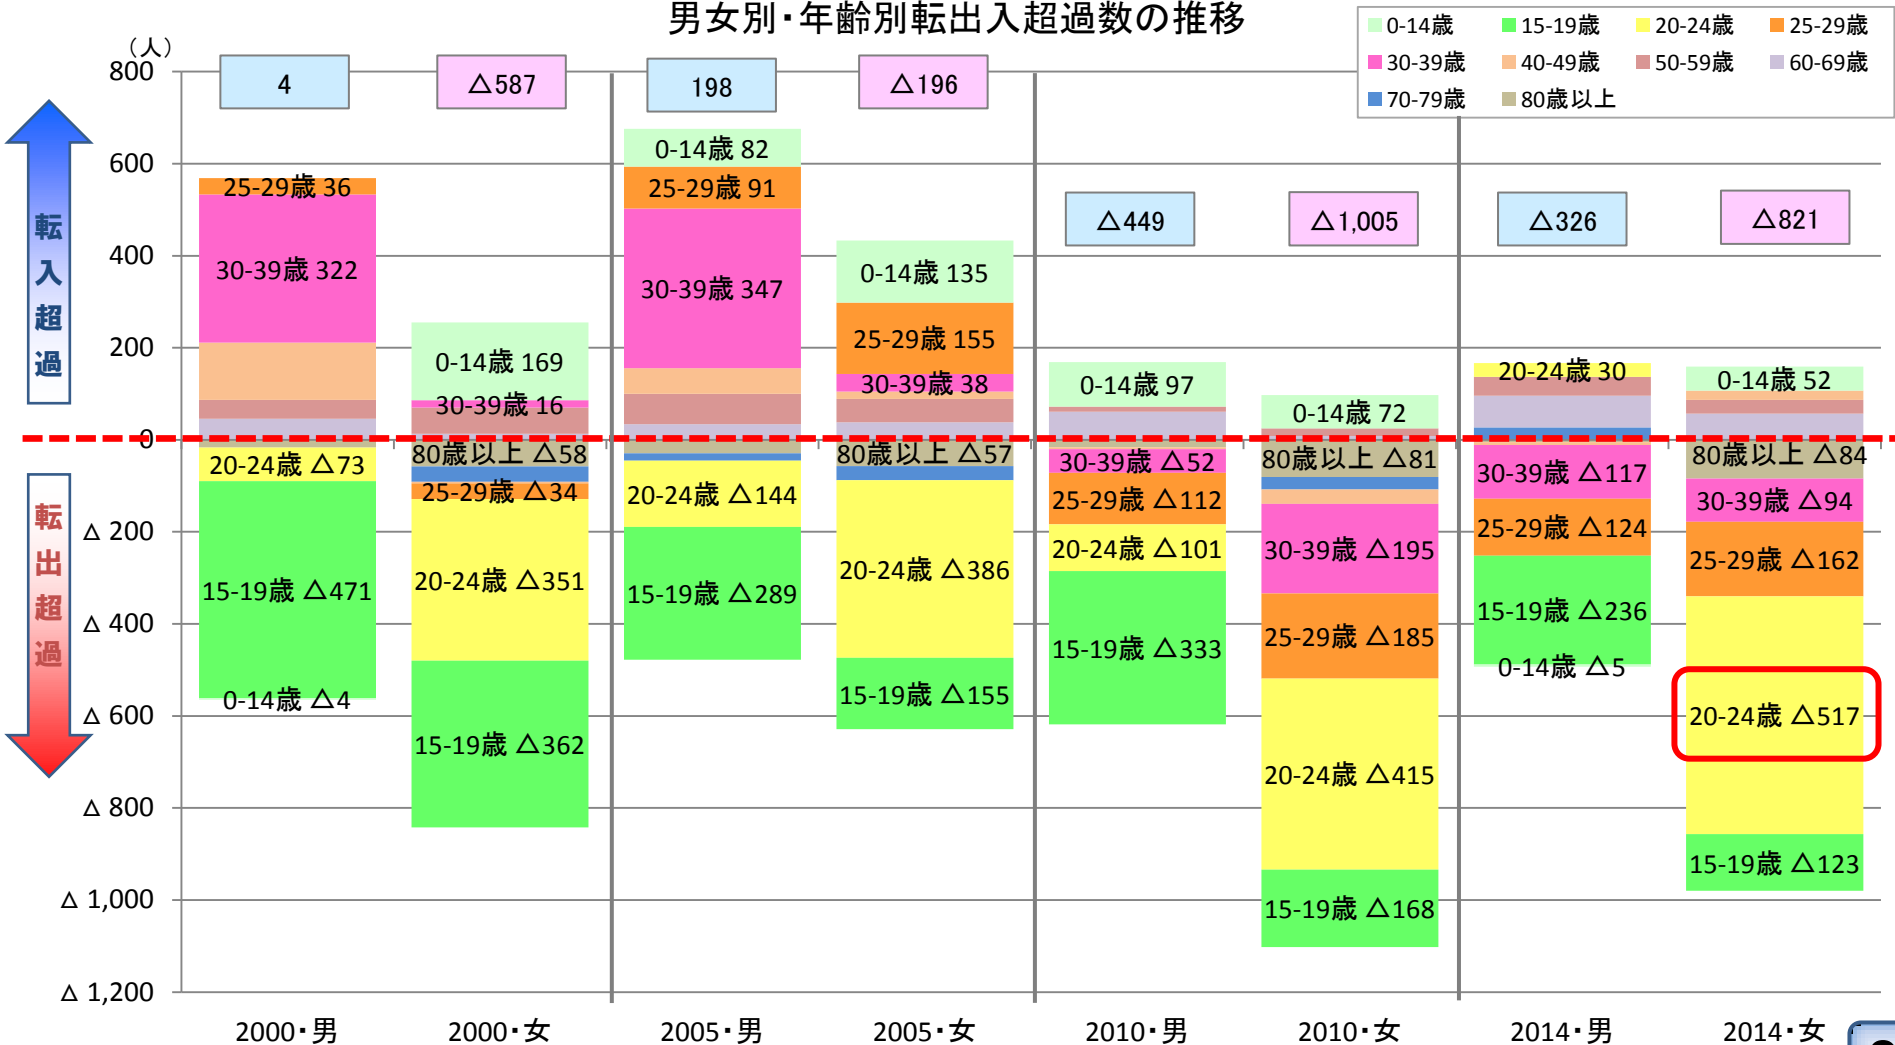 男女別・年齢別転出入超過数の推移
0-14歳 15-19歳 20-24歳 25-29歳
30-39歳 40-49歳 50-59歳 60-69歳
70-79歳 80歳以上
（人）
800
600
400
200
0
△ 200
△ 400
△ 600
△ 800
△ 1,000
△ 1,200
転入超過
転出超過
4
25-29歳 36
30-39歳 322
20-24歳 △73
15-19歳 △471
0-14歳 △4
2000・男
△587
0-14歳 169
30-39歳 16
80歳以上 △58
25-29歳 △34
20-24歳 △351
15-19歳 △362
2000・女
198
0-14歳 82
25-29歳 91
30-39歳 347
20-24歳 △144
15-19歳 △289
2005・男
△196
0-14歳 135
25-29歳 155
30-39歳 38
80歳以上 △57
20-24歳 △386
15-19歳 △155
2005・女
△449
0-14歳 97
30-39歳 △52
25-29歳 △112
20-24歳 △101
15-19歳 △333
2010・男
△1,005
0-14歳 72
80歳以上 △81
30-39歳 △195
25-29歳 △185
20-24歳 △415
15-19歳 △168
2010・女
△326
20-24歳 30
30-39歳 △117
25-29歳 △124
15-19歳 △236
0-14歳 △5
2014・男
△821
0-14歳 52
80歳以上 △84
30-39歳 △94
25-29歳 △162
20-24歳 △517
15-19歳 △123
2014・女